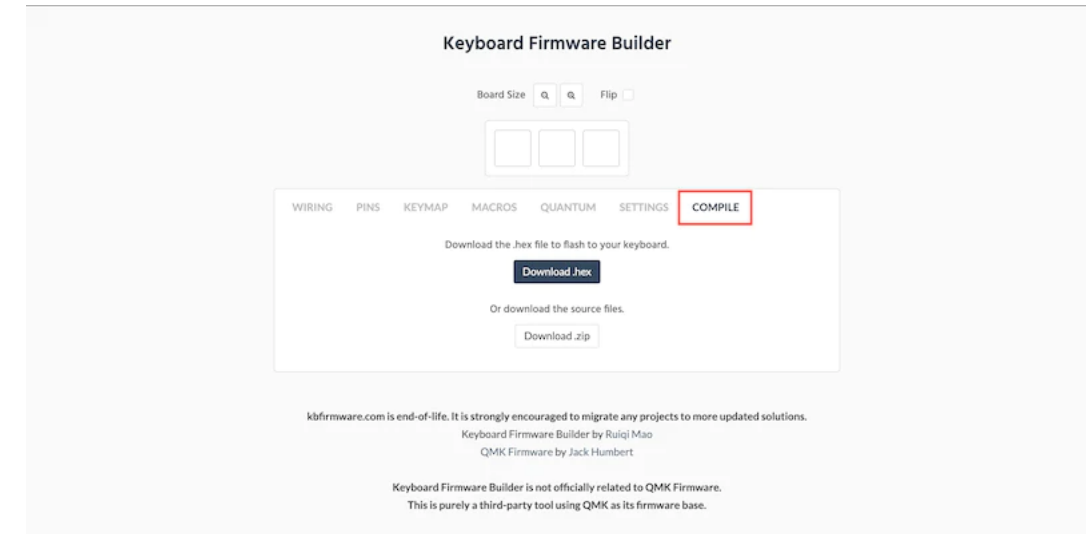 Keyboard Firmware Builder
Board Size Flip
WIRING PINS KEYMAP MACROS QUANTUM SETTINGS COMPILE
Download the .hex file to flash to your keyboard.
Download .hex
Or download the source files.
Download .zip
kbfirmware.com is end-of-life. It is strongly encouraged to migrate any projects to more updated solutions.
Keyboard Firmware Builder by Ruiqi Mao
QMK Firmware by Jack Humbert
Keyboard Firmware Builder is not officially related to QMK Firmware.
This is purely a third-party tool using QMK as its firmware base.